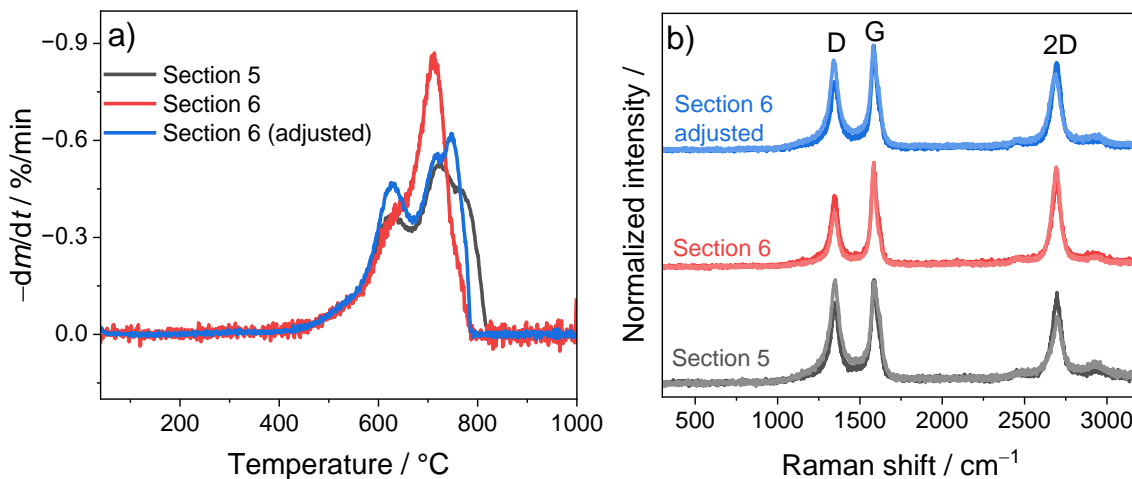 a)
−dm/dt / %/min
−0.9
−0.6
−0.3
0.0
Section 5
Section 6
Section 6 (adjusted)
200
400
600
800
1000
Temperature / °C
b)
Normalized intensity /
D
G
2D
Section 6
adjusted
Section 6
Section 5
500
1000
1500
2000
2500
3000
Raman shift / cm⁻¹